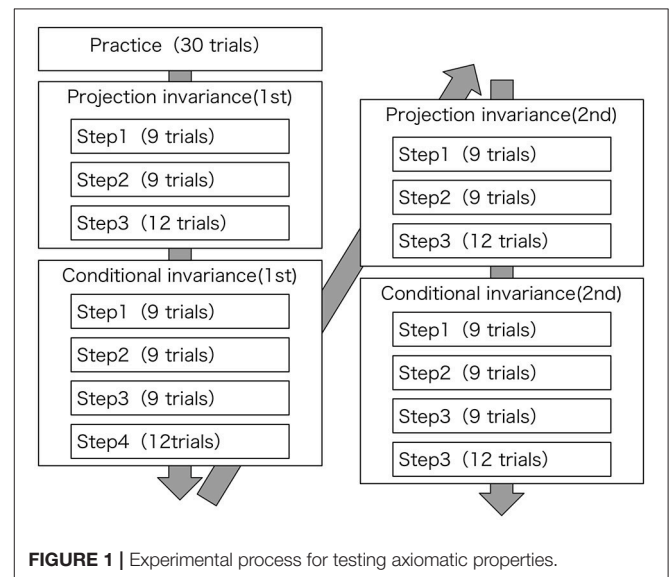 Practice（30 trials）
Projection invariance(1st)
Step1（9 trials）
Step2（9 trials）
Step3（12 trials）
Conditional invariance(1st)
Step1（9 trials）
Step2（9 trials）
Step3（9 trials）
Step4（12trials）
Projection invariance(2nd)
Step1（9 trials）
Step2（9 trials）
Step3（12 trials）
Conditional invariance(2nd)
Step1（9 trials）
Step2（9 trials）
Step3（9 trials）
Step3（12 trials）
FIGURE 1 | Experimental process for testing axiomatic properties.